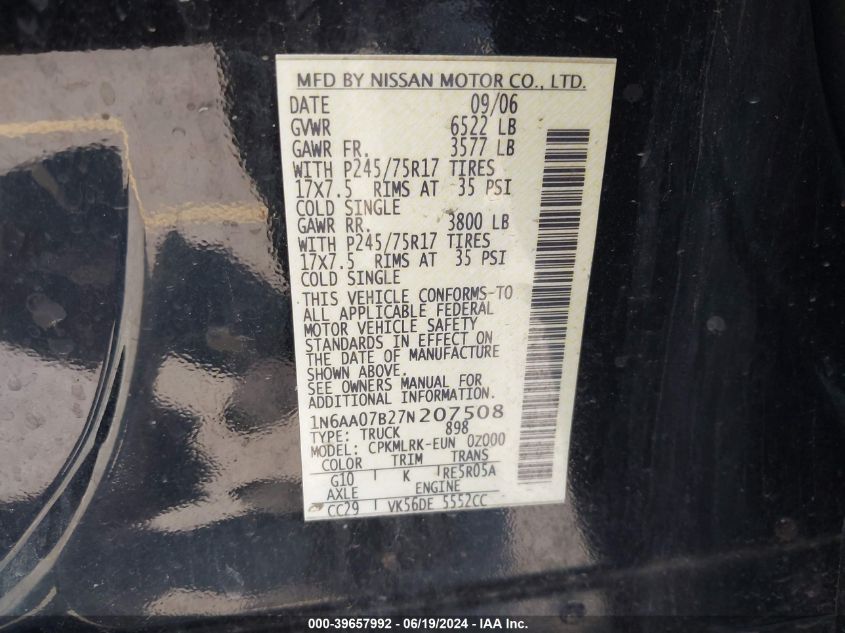 MFD BY NISSAN MOTOR CO., LTD.
DATE 09/06
GVWR 6522 LB
GAWR FR. 3577 LB
WITH P245/75R17 TIRES
17X7.5 RIMS AT 35 PSI
COLD SINGLE
GAWR RR. 3800 LB
WITH P245/75R17 TIRES
17X7.5 RIMS AT 35 PSI
COLD SINGLE
THIS VEHICLE CONFORMS-TO
ALL APPLICABLE FEDERAL
MOTOR VEHICLE SAFETY
STANDARDS IN EFFECT ON
THE DATE OF MANUFACTURE
SHOWN ABOVE.
SEE OWNERS MANUAL FOR
ADDITIONAL INFORMATION.
1N6AA07B27N207508
TYPE: TRUCK 898
MODEL: CPKMLRK-EUN 0Z000
COLOR TRIM TRANS
G10 K RE5R05A
AXLE ENGINE
CC29 VK56DE 5552CC
000-39657992 - 06/19/2024 - IAA Inc.